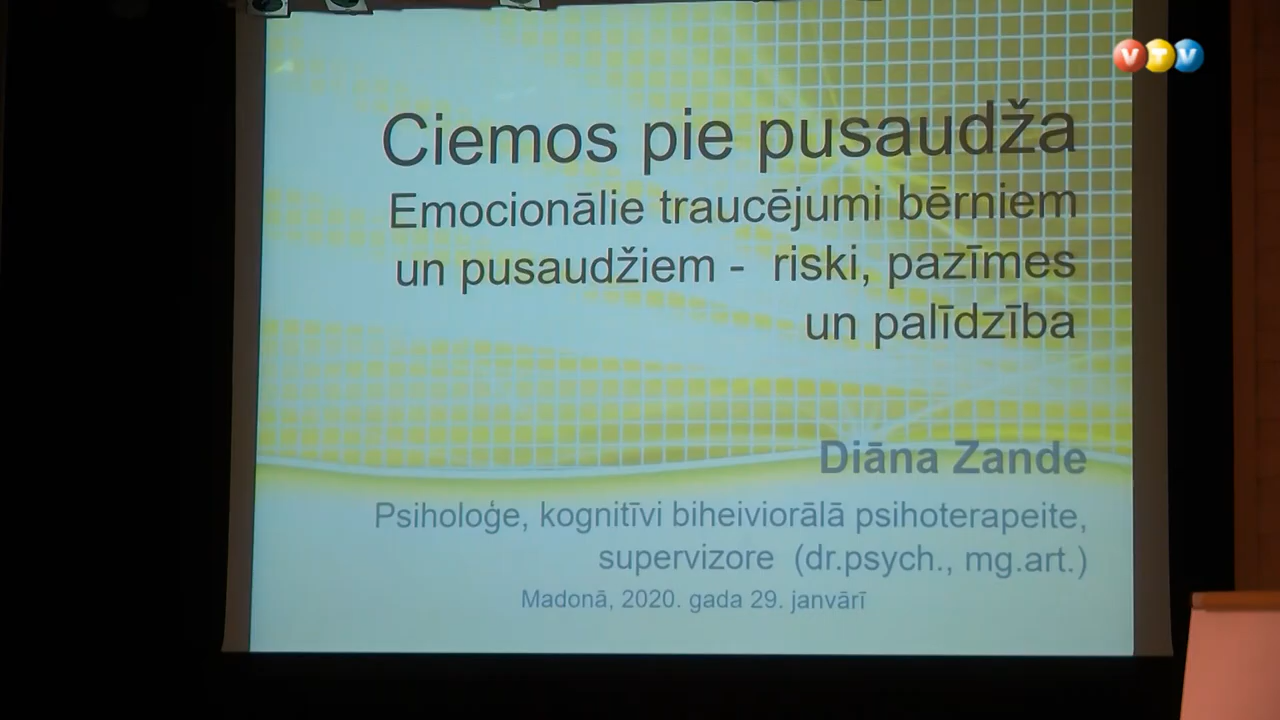 VTV
Ciemos pie pusaudža
Emocionālie traucējumi bērniem
un pusaudžiem - riski, pazīmes
un palīdzība
Diāna Zande
Psiholoģe, kognitīvi biheiviorālā psihoterapeite,
supervizore (dr.psych., mg.art.)
Madonā, 2020. gada 29. janvārī